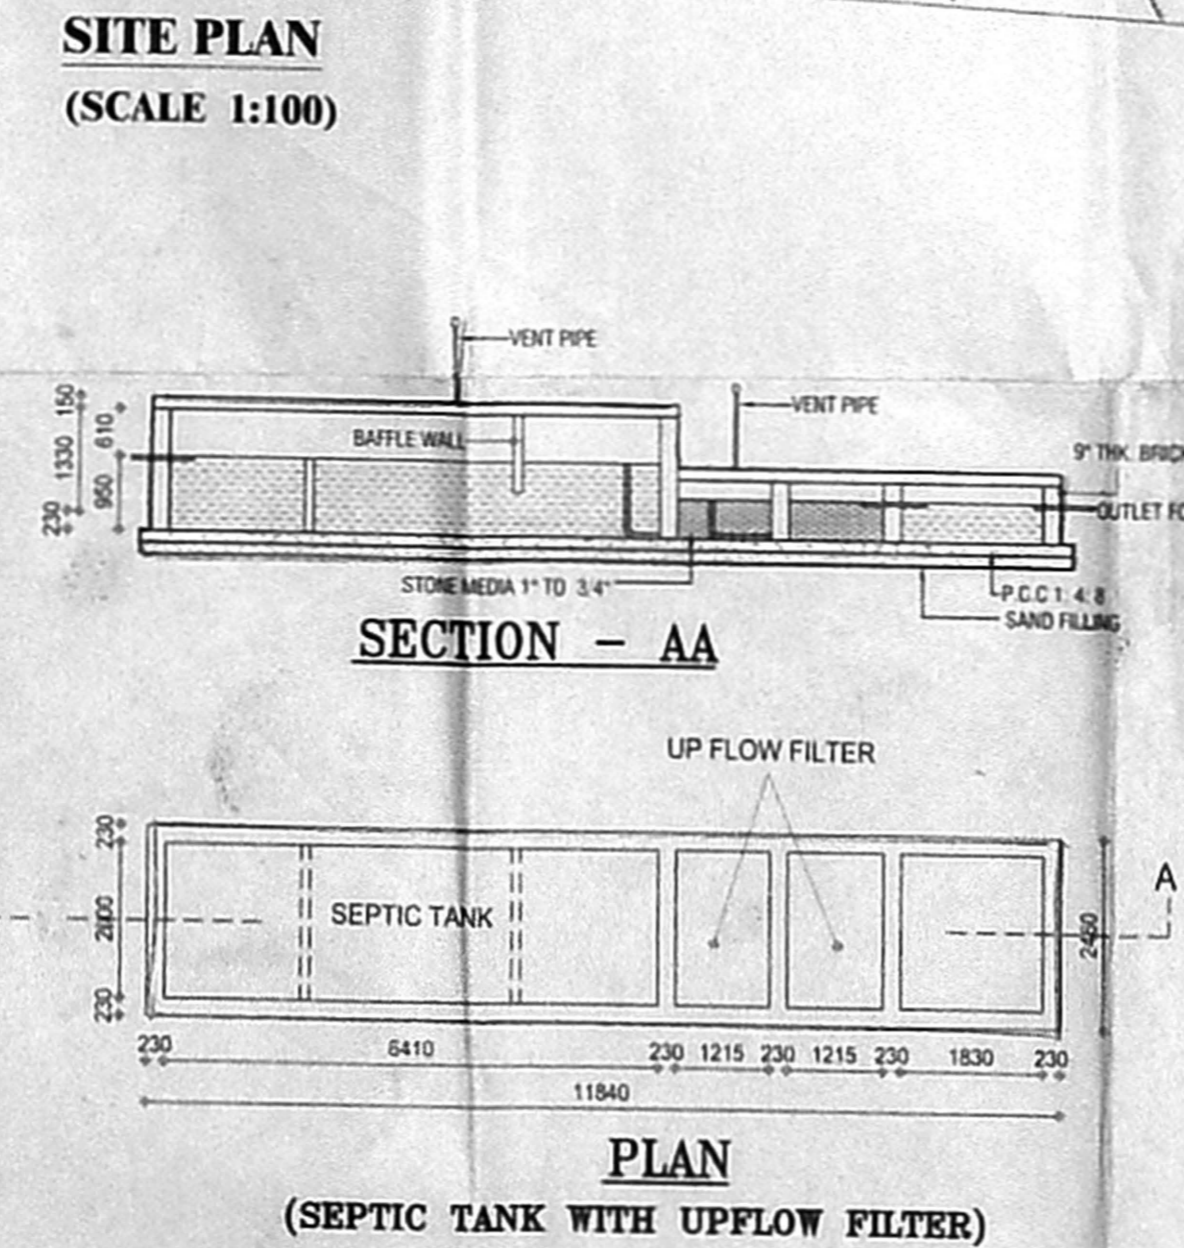 SITE PLAN
(SCALE 1:100)
VENT PIPE
VENT PIPE
BAFFLE WALL
150
610
1330
950
230
9" THK. BRICK
OUTLET FO
STONE MEDIA 1" TO 3/4"
P.C.C 1: 4: 8
SAND FILLING
SECTION - AA
UP FLOW FILTER
230
2000
230
SEPTIC TANK
A
2460
230 6410 230 1215 230 1215 230 1830 230
11840
PLAN
(SEPTIC TANK WITH UPFLOW FILTER)